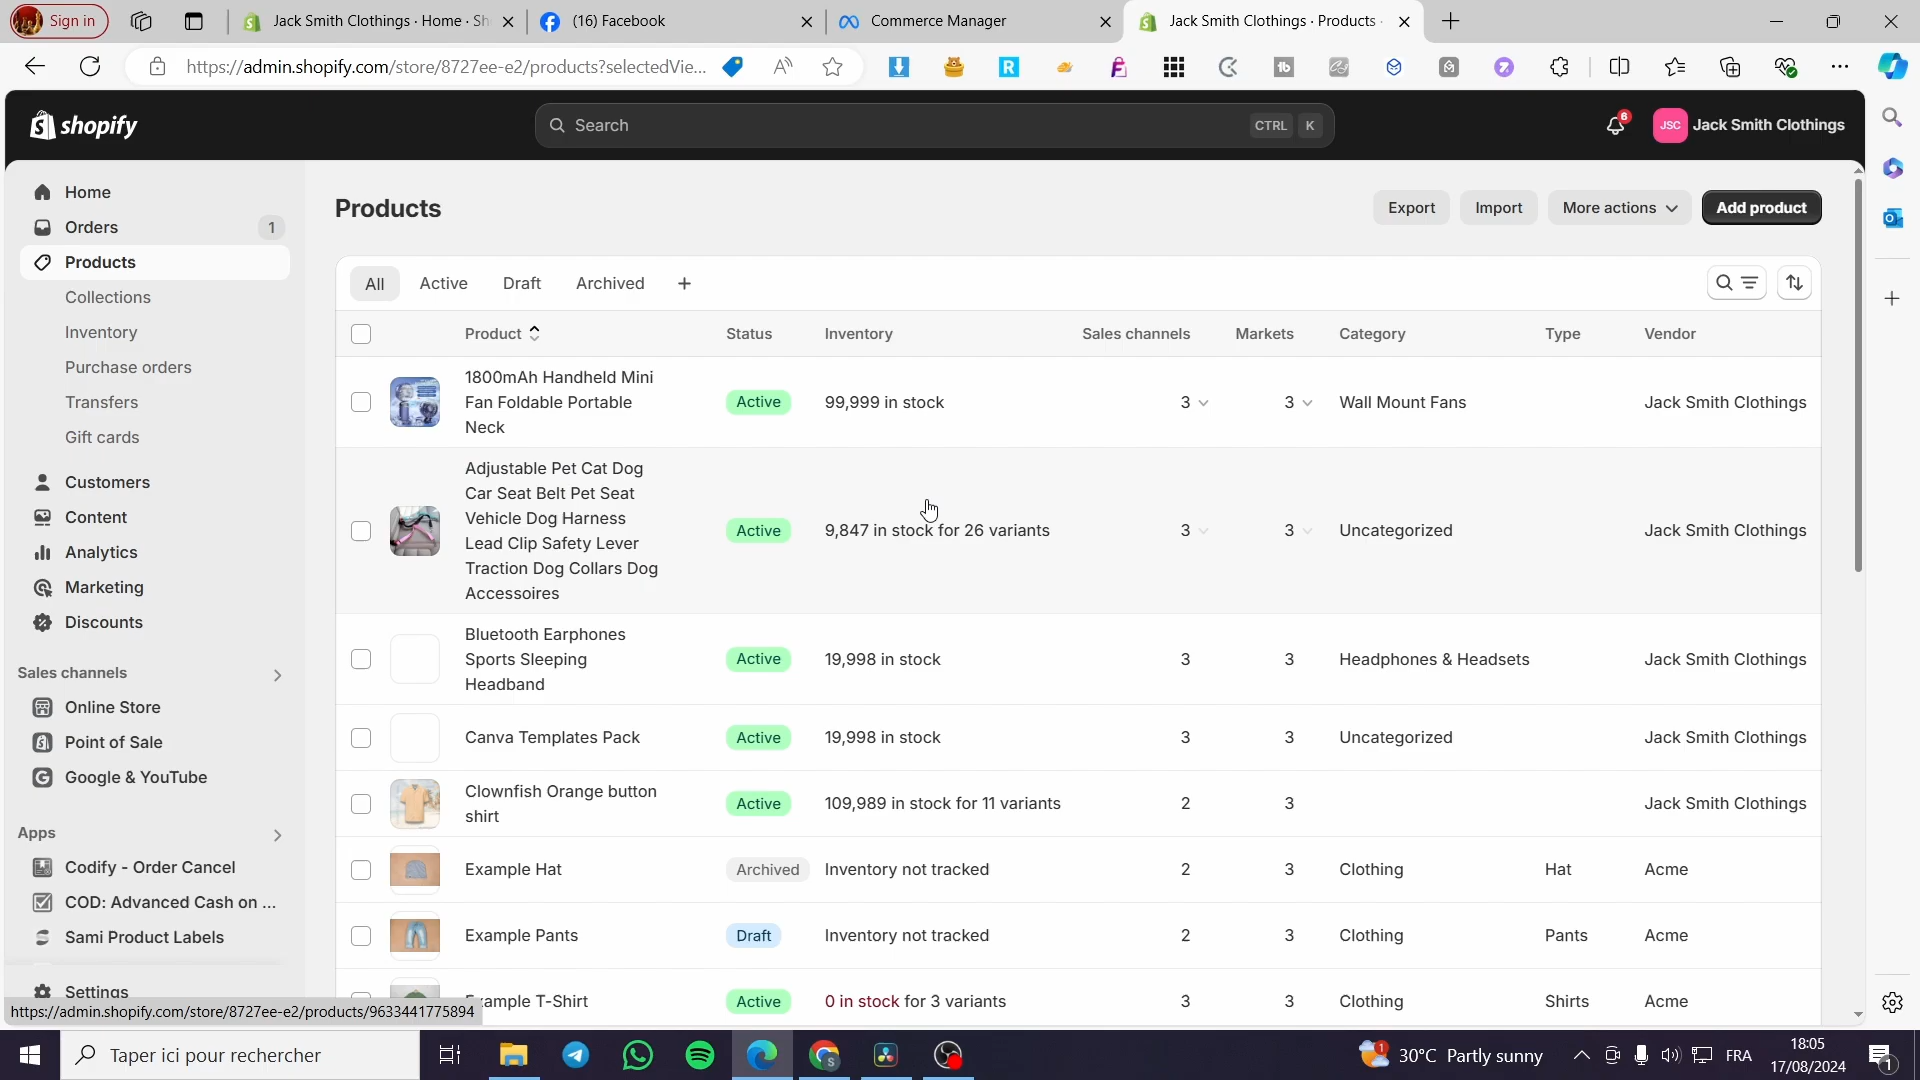 Sign in
Jack Smith Clothings · Home · Sh
(16) Facebook
Commerce Manager
Jack Smith Clothings · Products ·
https://admin.shopify.com/store/8727ee-e2/products?selectedVie...
shopify
Search
CTRL K
6
JSC
Jack Smith Clothings
Home
Orders 1
Products
Collections
Inventory
Purchase orders
Transfers
Gift cards
Customers
Content
Analytics
Marketing
Discounts
Sales channels
Online Store
Point of Sale
Google & YouTube
Apps
Codify - Order Cancel
COD: Advanced Cash on ...
Sami Product Labels
Settings
https://admin.shopify.com/store/8727ee-e2/products/9633441775894
Products
Export Import More actions Add product
All Active Draft Archived +
Product Status Inventory Sales channels Markets Category Type Vendor
1800mAh Handheld Mini
Fan Foldable Portable
Neck
Active 99,999 in stock 3 3 Wall Mount Fans Jack Smith Clothings
Adjustable Pet Cat Dog
Car Seat Belt Pet Seat
Vehicle Dog Harness
Lead Clip Safety Lever
Traction Dog Collars Dog
Accessoires
Active 9,847 in stock for 26 variants 3 3 Uncategorized Jack Smith Clothings
Bluetooth Earphones
Sports Sleeping
Headband
Active 19,998 in stock 3 3 Headphones & Headsets Jack Smith Clothings
Canva Templates Pack Active 19,998 in stock 3 3 Uncategorized Jack Smith Clothings
Clownfish Orange button
shirt
Active 109,989 in stock for 11 variants 2 3 Jack Smith Clothings
Example Hat Archived Inventory not tracked 2 3 Clothing Hat Acme
Example Pants Draft Inventory not tracked 2 3 Clothing Pants Acme
xample T-Shirt Active 0 in stock for 3 variants 3 3 Clothing Shirts Acme
Taper ici pour rechercher
1
30°C Partly sunny
FRA
18:05
17/08/2024
1